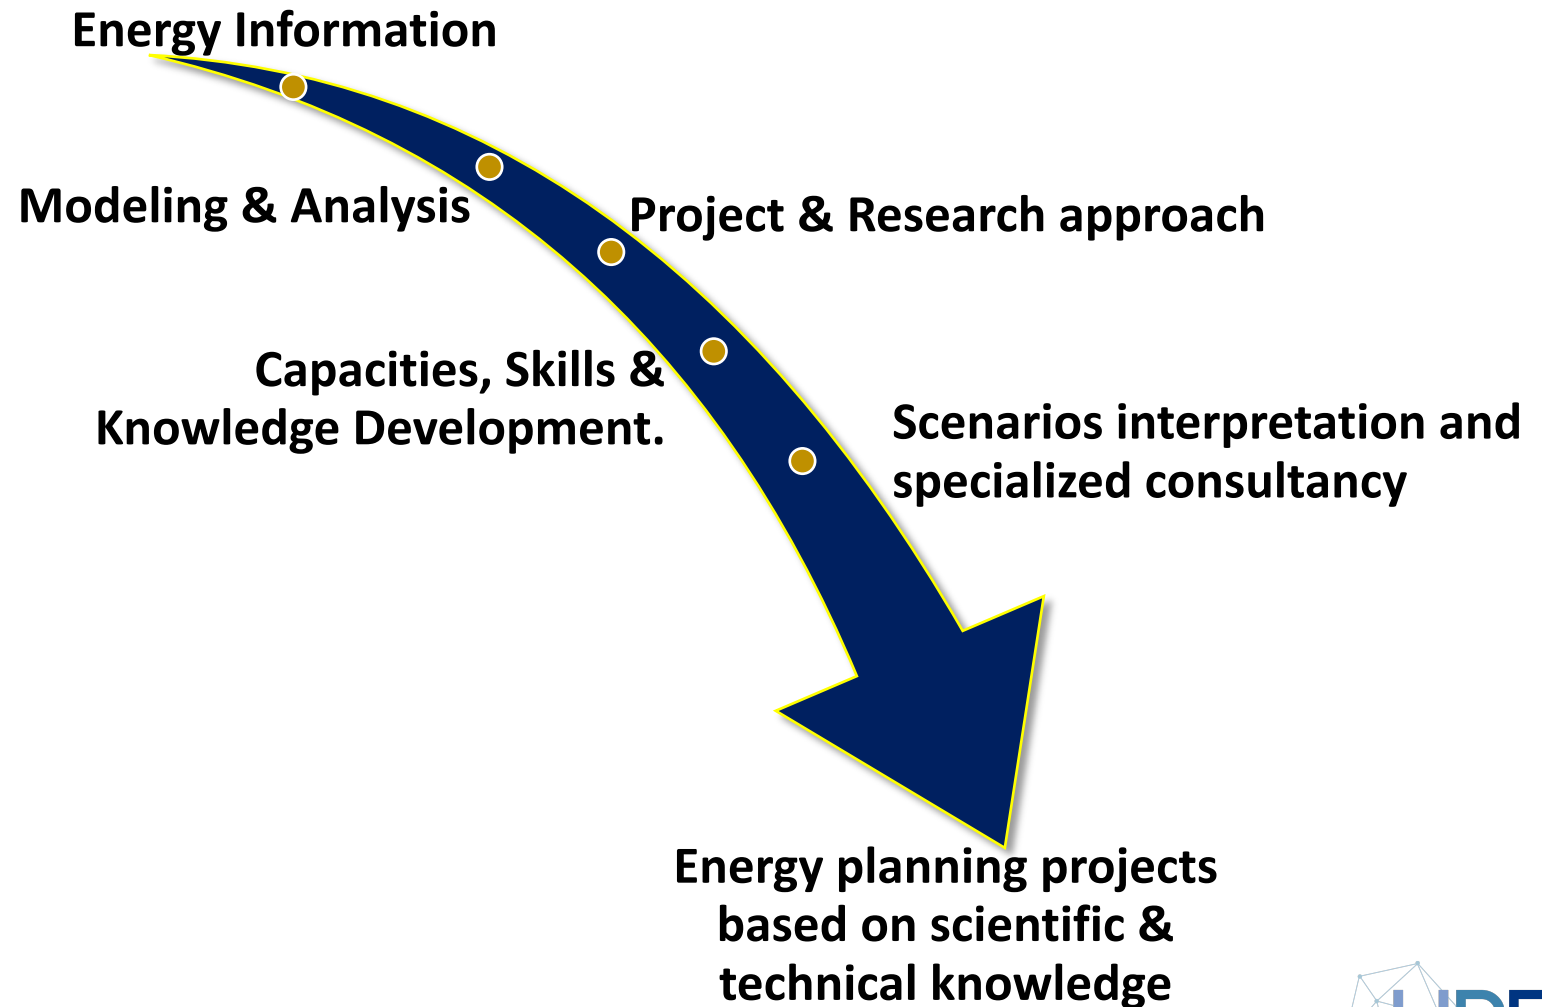 Energy Information
Modeling & Analysis
Project & Research approach
Capacities, Skills &
Knowledge Development.
Scenarios interpretation and
specialized consultancy
Energy planning projects
based on scientific &
technical knowledge